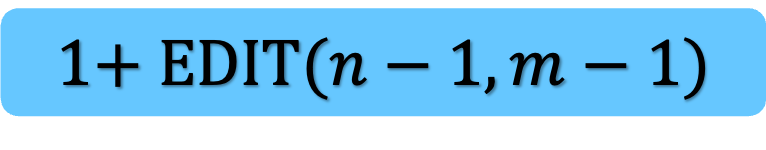 1+ EDIT(n − 1, m − 1)